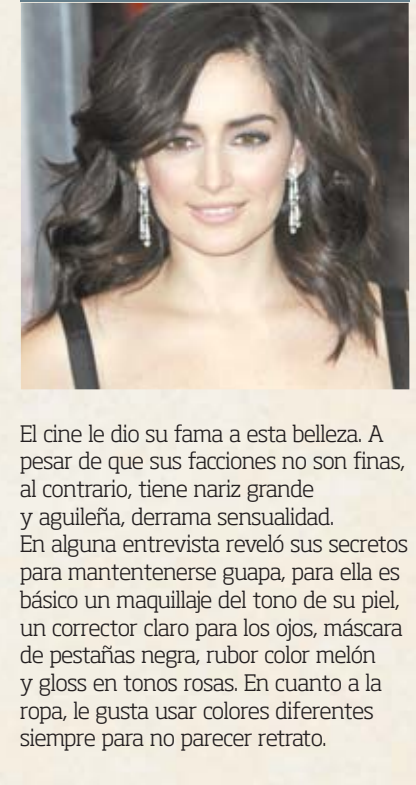 El cine le dio su fama a esta belleza. A
pesar de que sus facciones no son finas,
al contrario, tiene nariz grande
y aguileña, derrama sensualidad.
En alguna entrevista reveló sus secretos
para mantentenerse guapa, para ella es
básico un maquillaje del tono de su piel,
un corrector claro para los ojos, máscara
de pestañas negra, rubor color melón
y gloss en tonos rosas. En cuanto a la
ropa, le gusta usar colores diferentes
siempre para no parecer retrato.